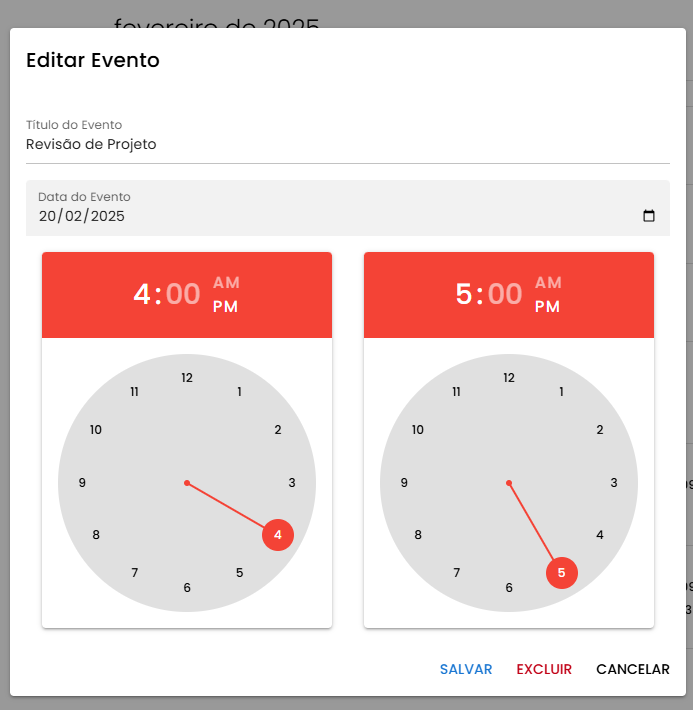 fevereiro de 2025
Editar Evento
Título do Evento
Revisão de Projeto
Data do Evento
20/02/2025
4:00 AM PM
5:00 AM PM
12
11 1
10 2
9 3
8 4
7 5
6
12
11 1
10 2
9 3
8 4
7 5
6
SALVAR EXCLUIR CANCELAR